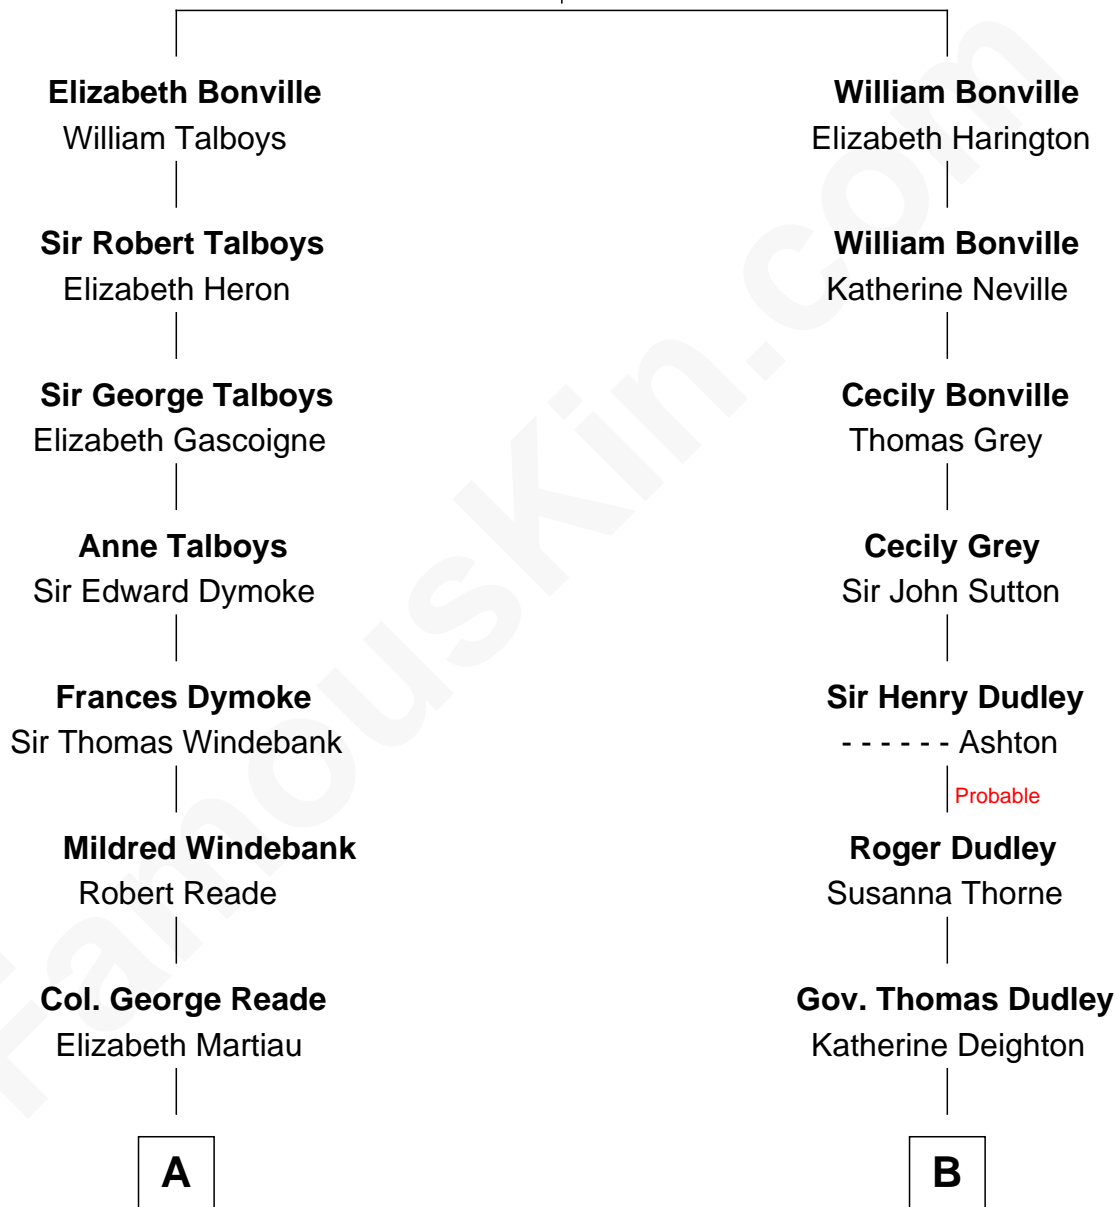 Elizabeth Bonville
William Talboys
William Bonville
Elizabeth Harington
Sir Robert Talboys
Elizabeth Heron
William Bonville
Katherine Neville
Sir George Talboys
Elizabeth Gascoigne
Cecily Bonville
Thomas Grey
Anne Talboys
Sir Edward Dymoke
Cecily Grey
Sir John Sutton
Frances Dymoke
Sir Thomas Windebank
Sir Henry Dudley
- - - - - - Ashton
Probable
Mildred Windebank
Robert Reade
Roger Dudley
Susanna Thorne
Col. George Reade
Elizabeth Martiau
Gov. Thomas Dudley
Katherine Deighton
A
B
FamousKin.com